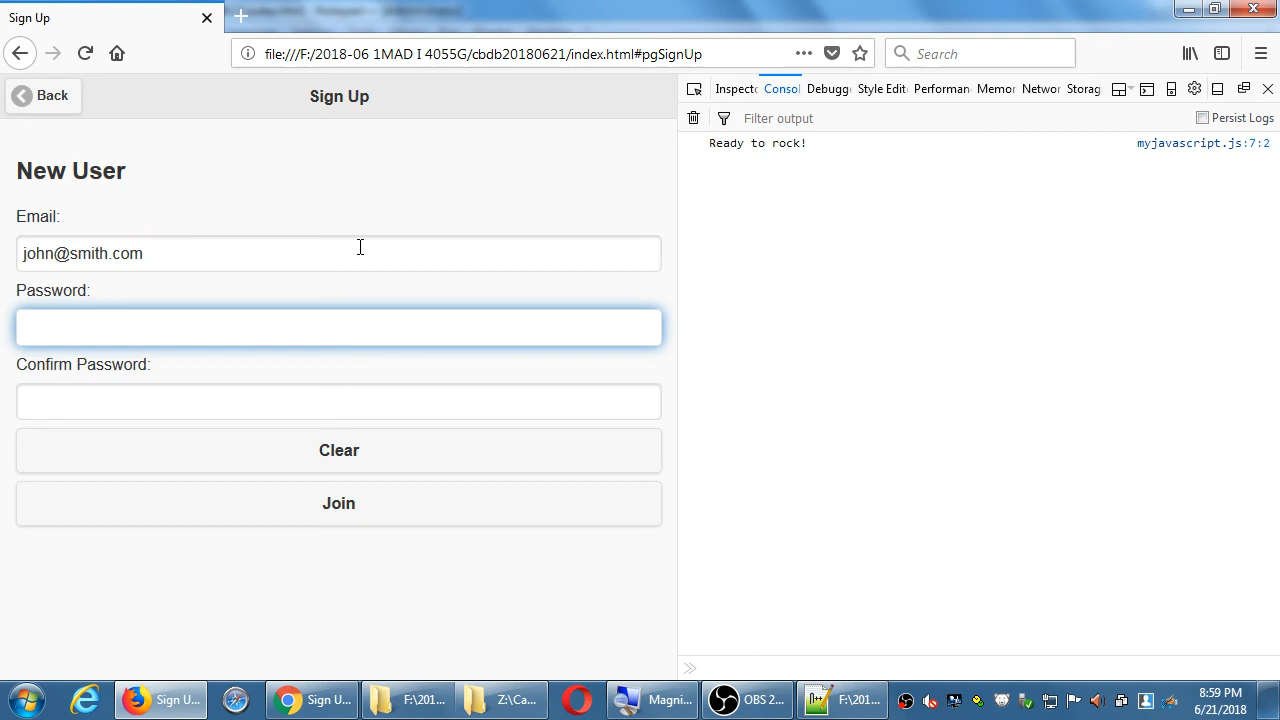 Sign Up
file:///F:/2018-06 1MAD I 4055G/cbdb20180621/index.html#pgSignUp
Search
Back
Sign Up
Inspect
Consol
Debugg
Style Edit
Performan
Memor
Networ
Storag
Filter output
Persist Logs
Ready to rock!
myjavascript.js:7:2
New User
Email:
john@smith.com
Password:
Confirm Password:
Clear
Join
Sign U...
Sign U...
F:\201...
Z:\Ca...
Magni...
OBS 2...
F:\201...
8:59 PM
6/21/2018